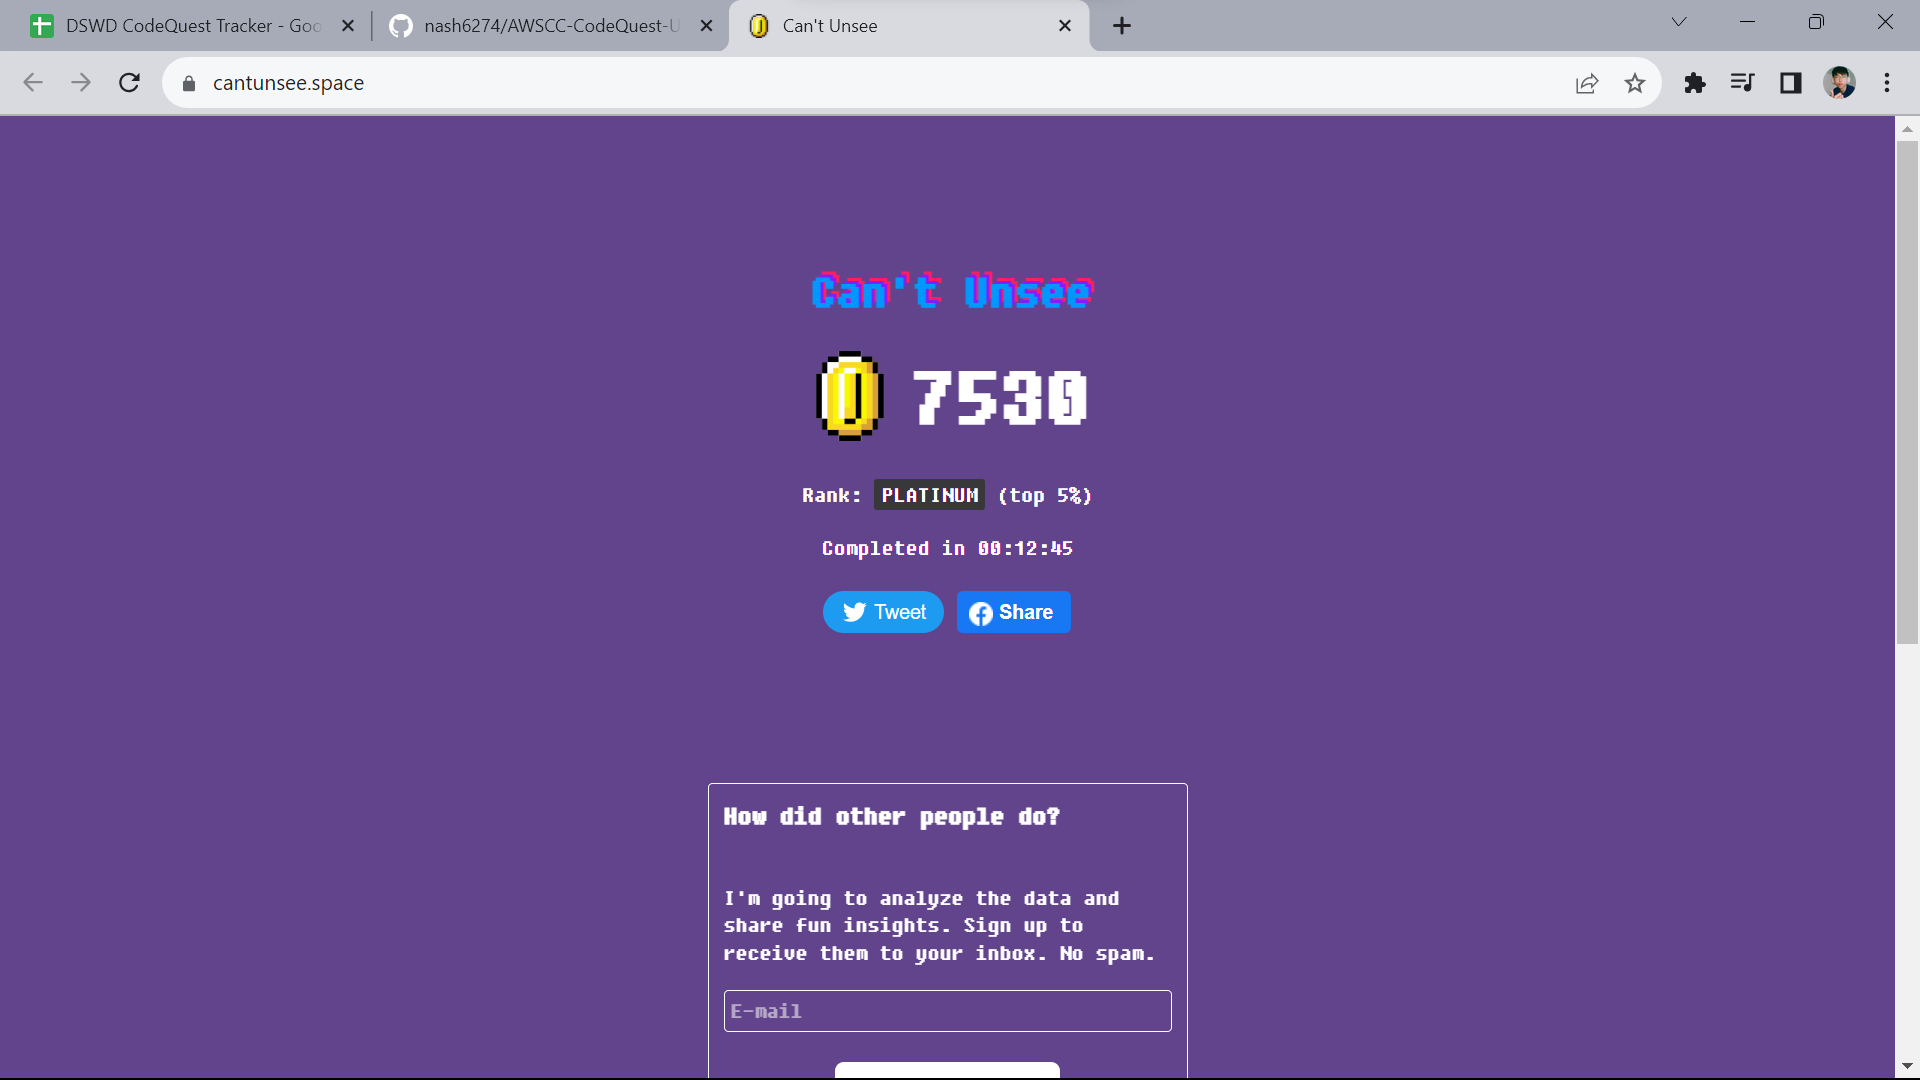 DSWD CodeQuest Tracker - Goo
nash6274/AWSCC-CodeQuest-U
Can't Unsee
cantunsee.space
Can't Unsee
7530
Rank: PLATINUM (top 5%)
Completed in 00:12:45
Tweet
Share
How did other people do?
I'm going to analyze the data and
share fun insights. Sign up to
receive them to your inbox. No spam.
E-mail